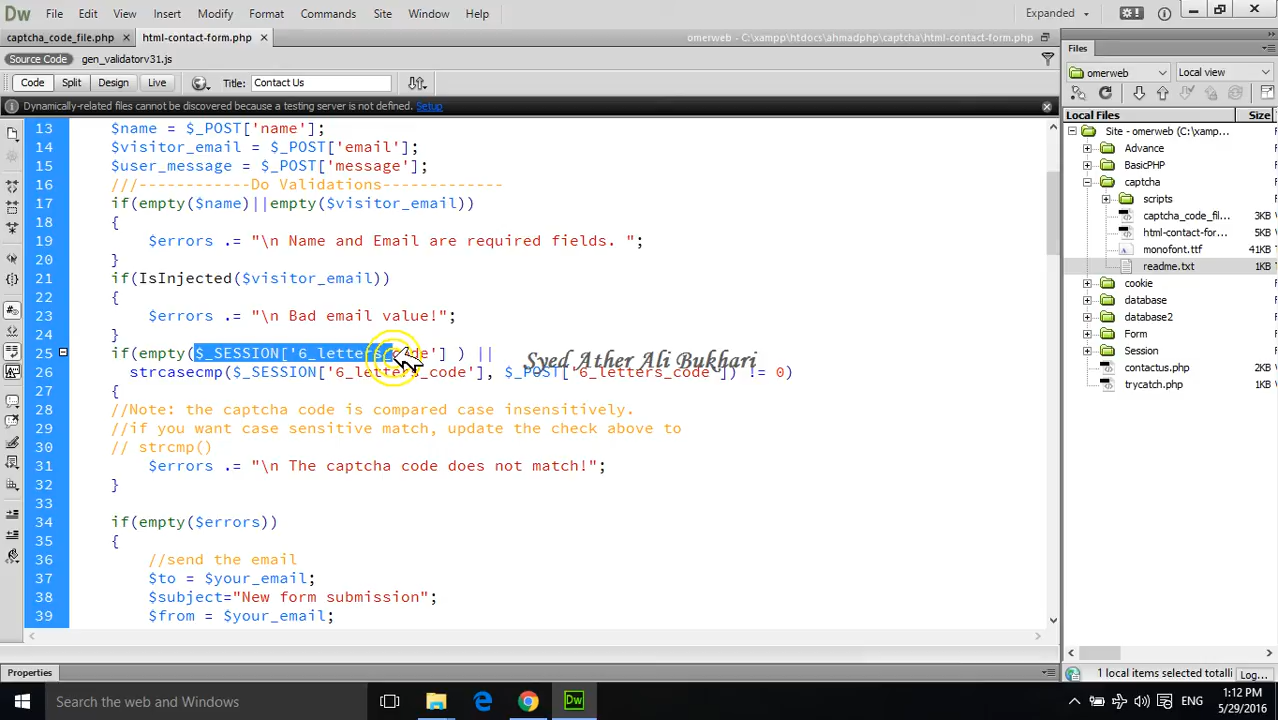 Dw File Edit View Insert Modify Format Commands Site Window Help Expanded
captcha_code_file.php × html-contact-form.php × omerweb - C:\xampp\htdocs\ahmadphp\captcha\html-contact-form.php
Source Code gen_validatorv31.js
Code Split Design Live Title: Contact Us
Dynamically-related files cannot be discovered because a testing server is not defined. Setup
13 $name = $_POST['name'];
14 $visitor_email = $_POST['email'];
15 $user_message = $_POST['message'];
16 ///------------Do Validations-------------
17 if(empty($name)||empty($visitor_email))
18 {
19 $errors .= "\n Name and Email are required fields. ";
20 }
21 if(IsInjected($visitor_email))
22 {
23 $errors .= "\n Bad email value!";
24 }
25 if(empty($_SESSION['6_letters_code'] ) ||
Syed Ather Ali Bukhari
26 strcasecmp($_SESSION['6_letters_code'], $_POST['6_letters_code']) != 0)
27 {
28 //Note: the captcha code is compared case insensitively.
29 //if you want case sensitive match, update the check above to
30 // strcmp()
31 $errors .= "\n The captcha code does not match!";
32 }
33
34 if(empty($errors))
35 {
36 //send the email
37 $to = $your_email;
38 $subject="New form submission";
39 $from = $your_email;
Properties
Files
omerweb Local view
Local Files Size
Site - omerweb (C:\xamp...
Advance
BasicPHP
captcha
scripts
captcha_code_fil... 3KB
html-contact-for... 5KB
monofont.ttf 41KB
readme.txt 1KB
cookie
database
database2
Form
Session
contactus.php 2KB
trycatch.php 1KB
1 local items selected totalli Log...
Search the web and Windows
Dw
ENG
1:12 PM
5/29/2016